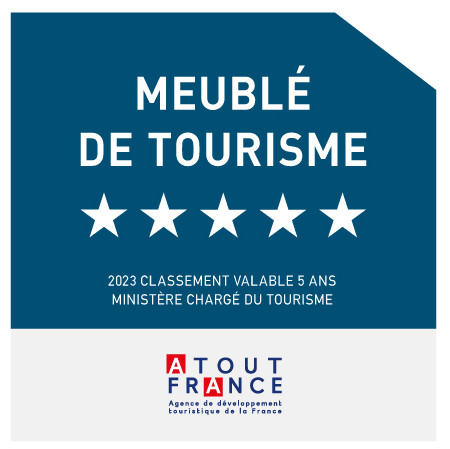 MEUBLÉ
DE TOURISME
2023 CLASSEMENT VALABLE 5 ANS
MINISTÈRE CHARGÉ DU TOURISME
ATOUT
FRANCE
Agence de développement
touristique de la France